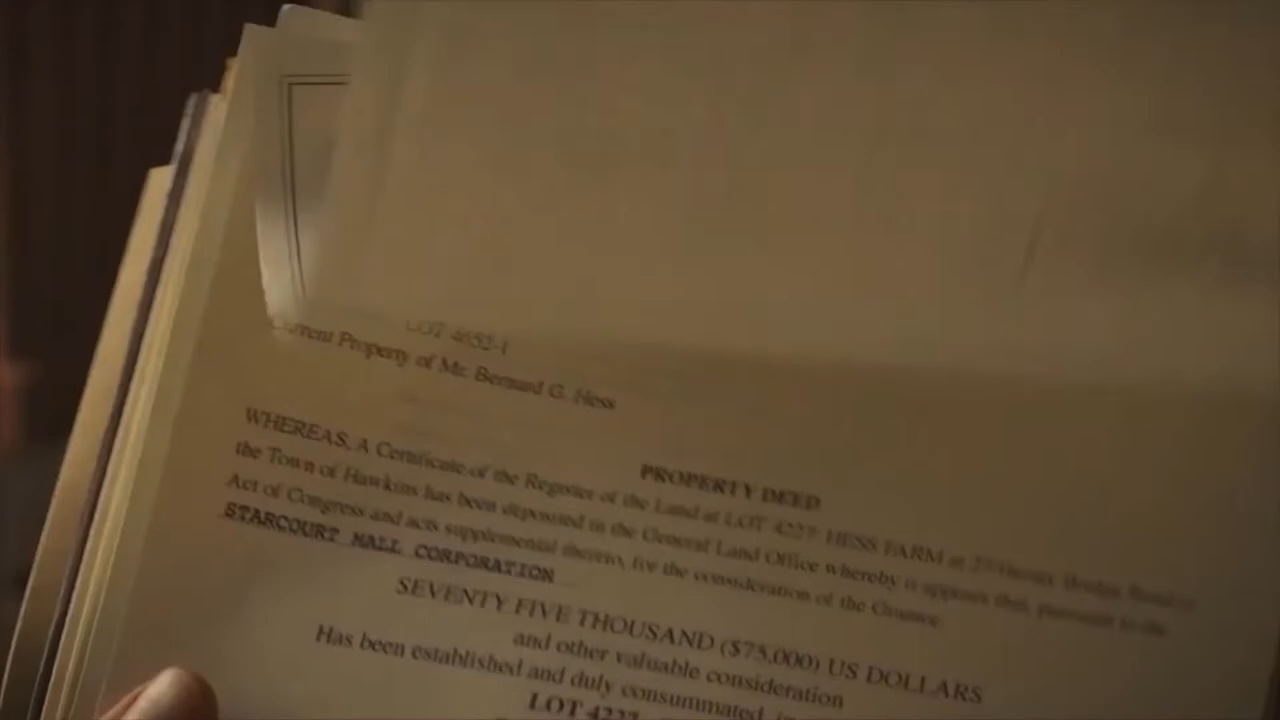 LOT 4652-1
Current Property of Mr. Bernard G. Hess
PROPERTY DEED
WHEREAS, A Certificate of the Register of the Land at LOT 4227: HESS FARM at
the Town of Hawkins has been deposited in the General Land Office whereby it appears that, pursuant to the
Act of Congress and acts supplemental thereto, for the consideration of the Grantee
STARCOURT MALL CORPORATION
SEVENTY FIVE THOUSAND ($75,000) US DOLLARS
and other valuable consideration
Has been established and duly consummated,
LOT 4227